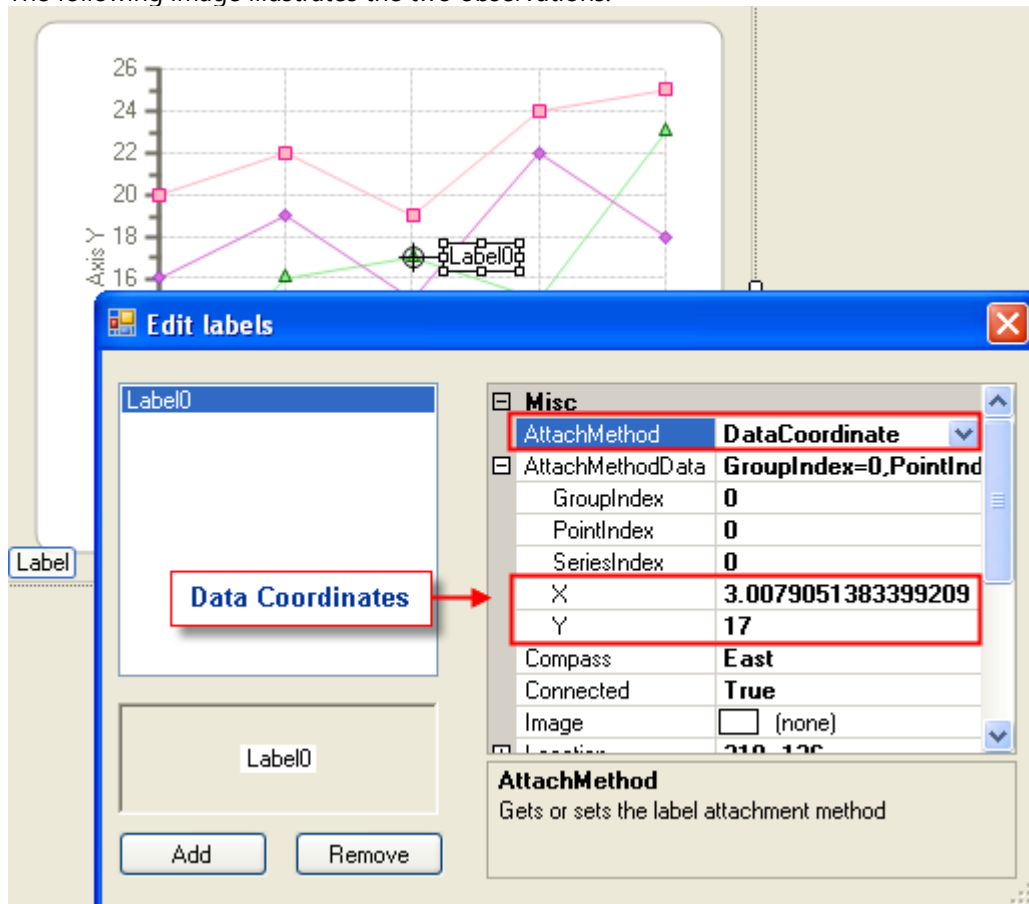 The following image illustrates the two observations.
26
24
22
20
18
16
Axis Y
Label0
Edit labels
Label0
Misc
AttachMethod DataCoordinate
AttachMethodData GroupIndex=0,PointInd
GroupIndex 0
PointIndex 0
SeriesIndex 0
Label
Data Coordinates
X 3.0079051383399209
Y 17
Compass East
Connected True
Image (none)
Label0
AttachMethod
Gets or sets the label attachment method
Add Remove